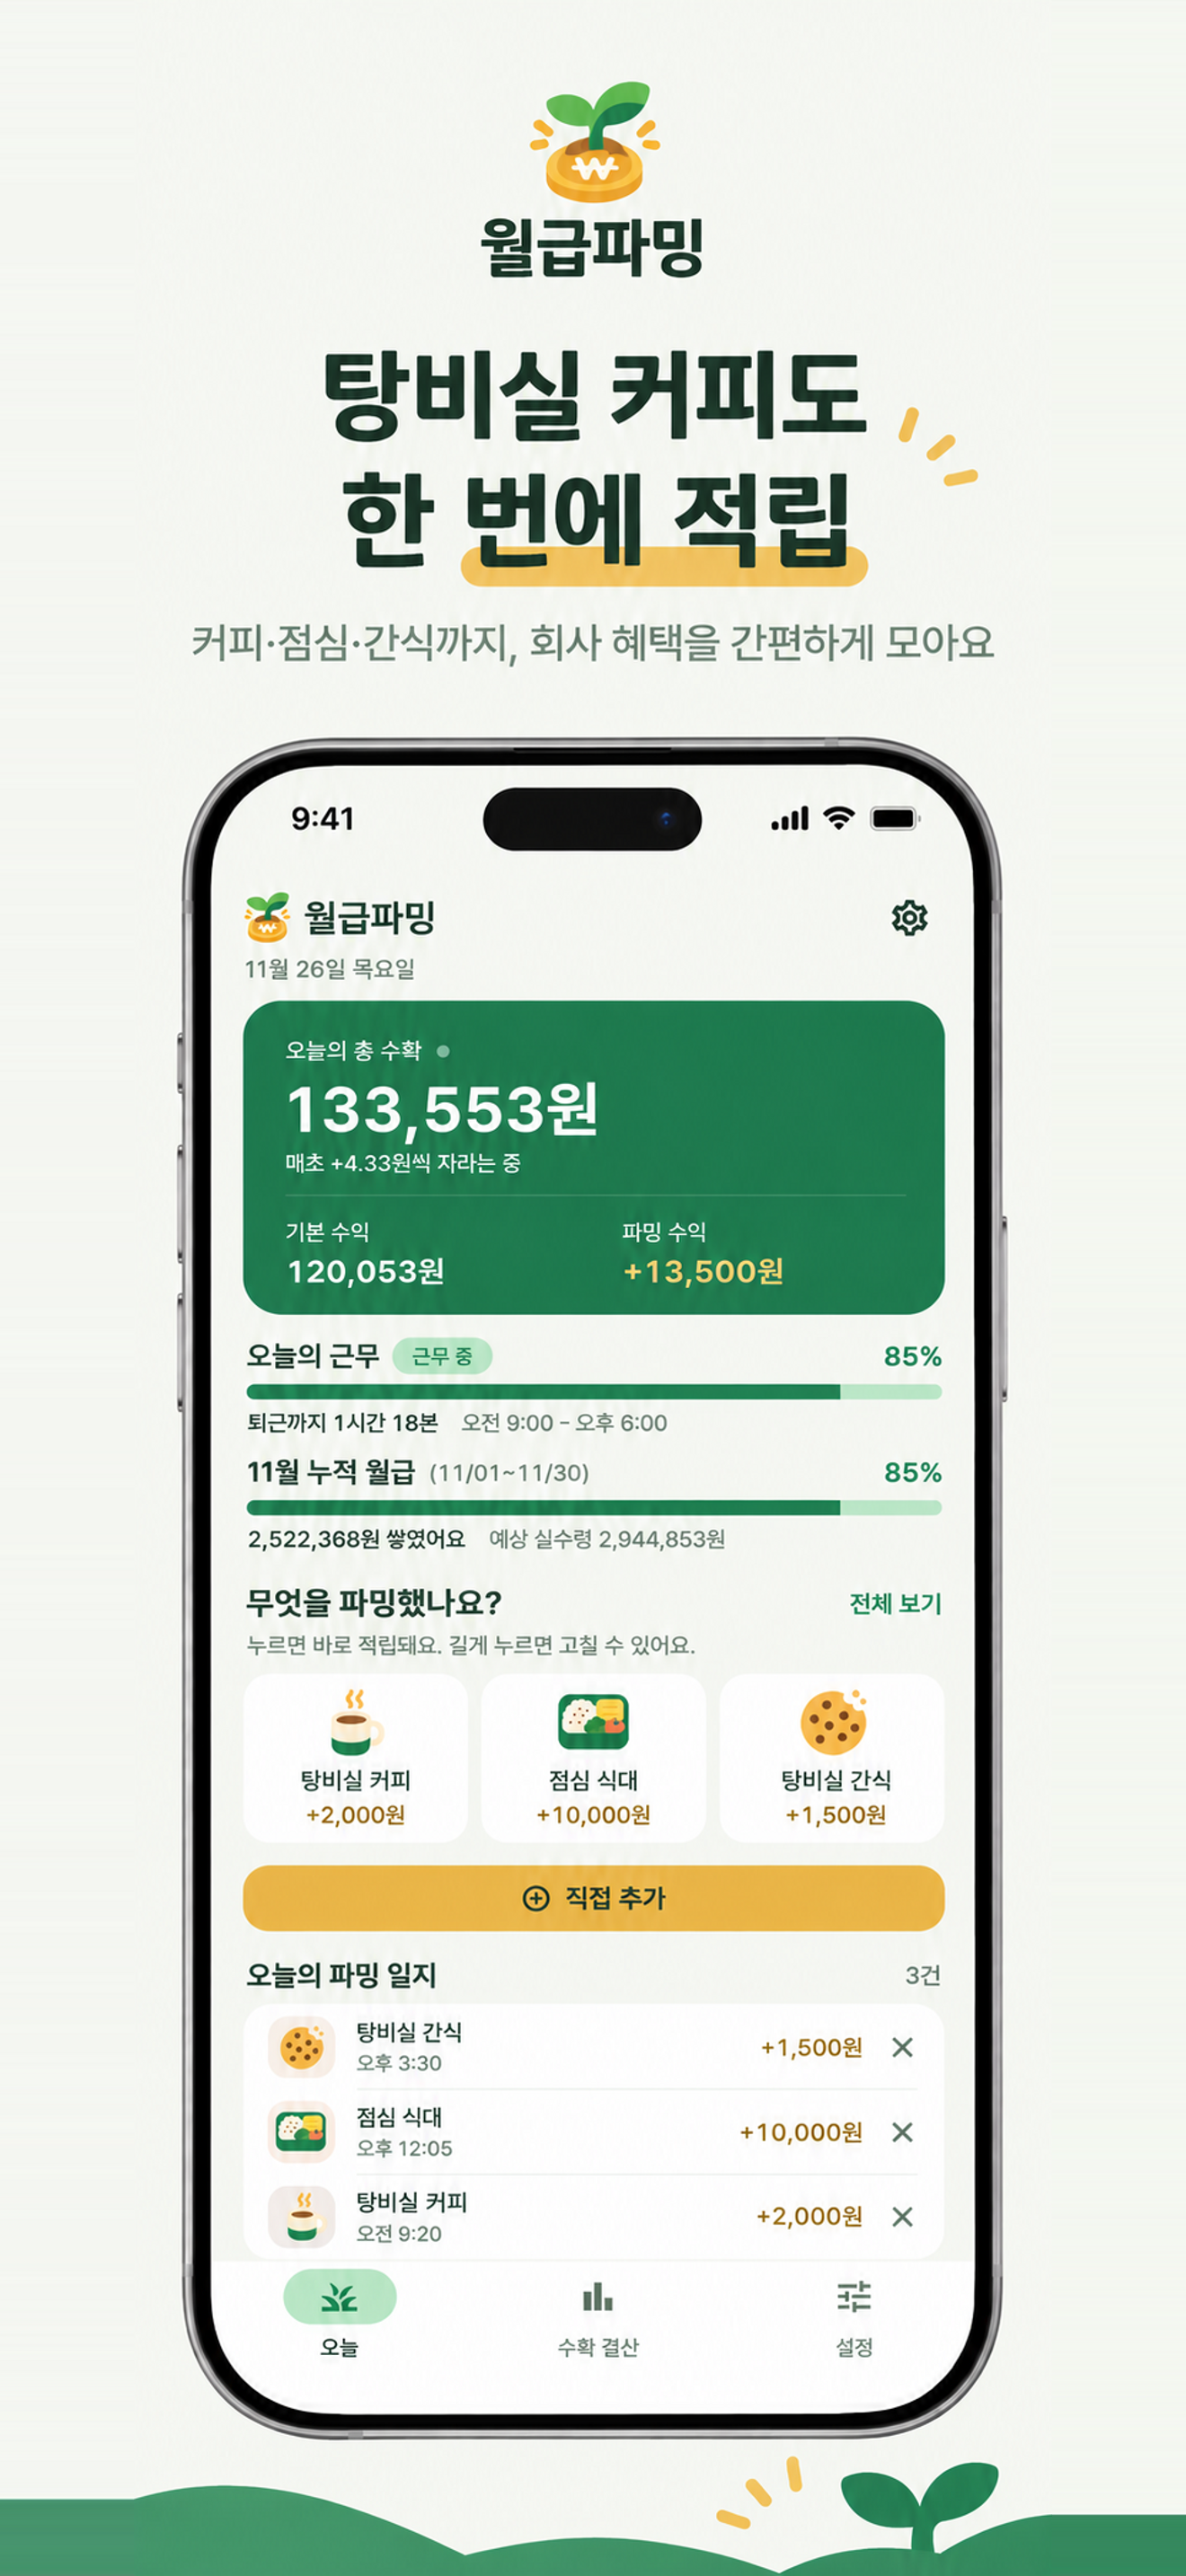 월급파밍
탕비실 커피도
한 번에 적립
커피·점심·간식까지, 회사 혜택을 간편하게 모아요
9:41
월급파밍
11월 26일 목요일
오늘의 총 수확
133,553원
매초 +4.33원씩 자라는 중
기본 수익 파밍 수익
120,053원 +13,500원
오늘의 근무 근무 중 85%
퇴근까지 1시간 18본 오전 9:00 - 오후 6:00
11월 누적 월급 (11/01~11/30) 85%
2,522,368원 쌓였어요 예상 실수령 2,944,853원
무엇을 파밍했나요? 전체 보기
누르면 바로 적립돼요. 길게 누르면 고칠 수 있어요.
탕비실 커피 점심 식대 탕비실 간식
+2,000원 +10,000원 +1,500원
직접 추가
오늘의 파밍 일지 3건
탕비실 간식
오후 3:30
+1,500원
점심 식대
오후 12:05
+10,000원
탕비실 커피
오전 9:20
+2,000원
오늘 수확 결산 설정